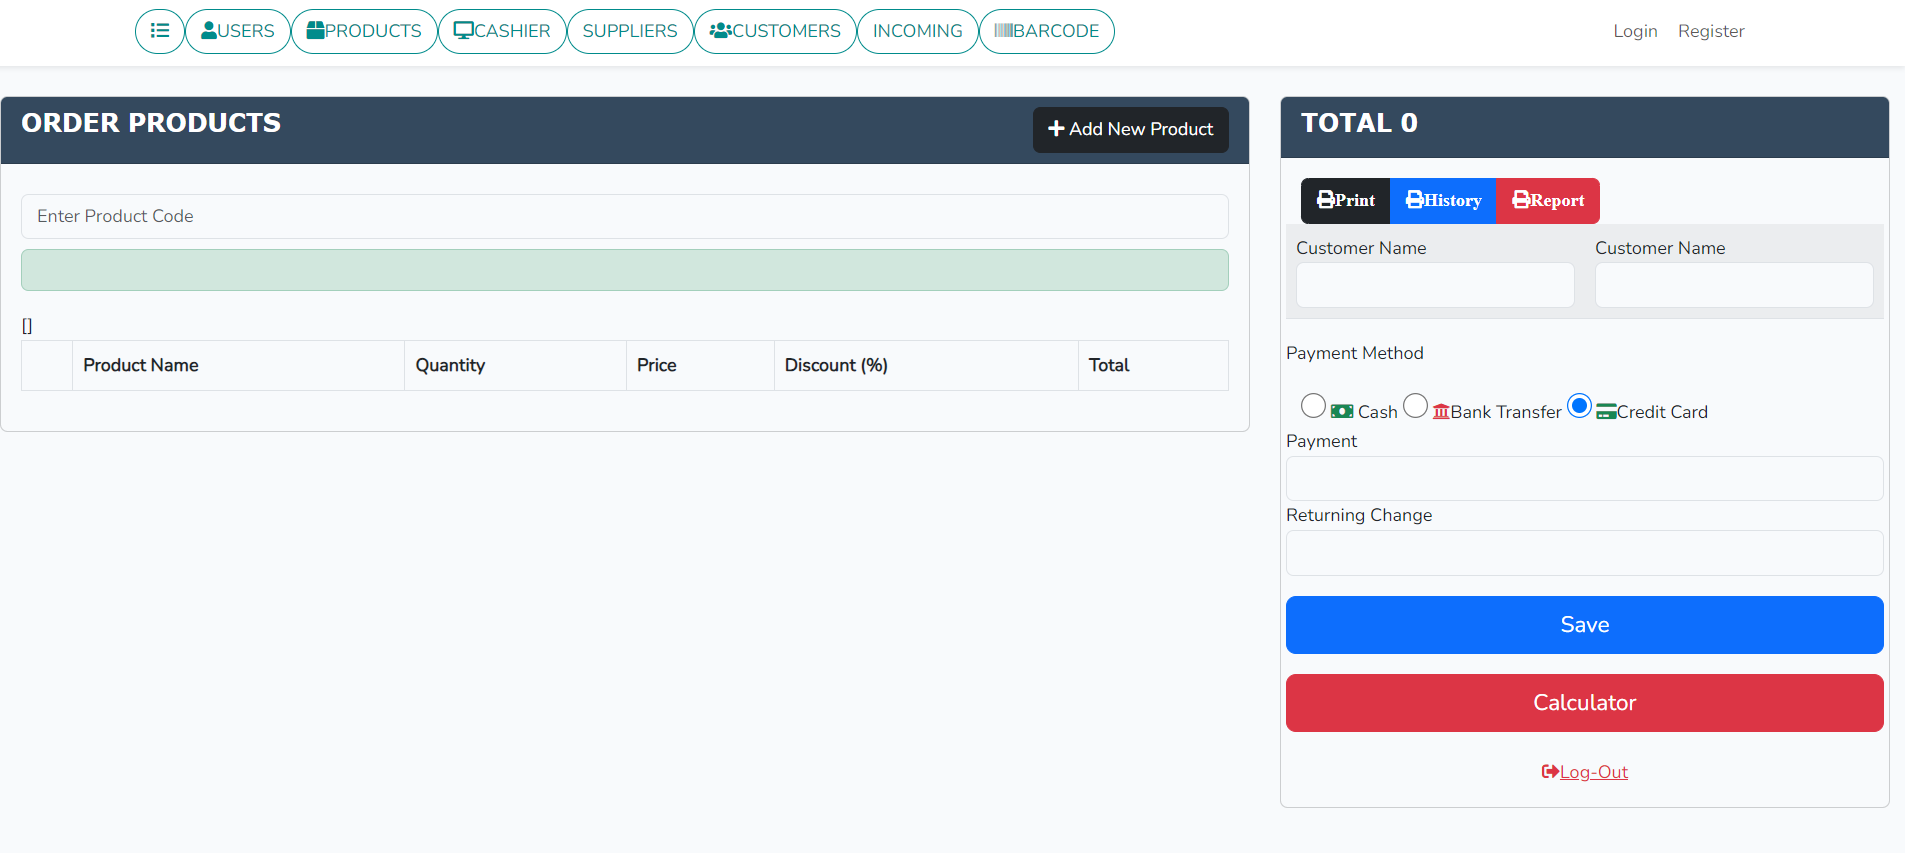 USERS PRODUCTS CASHIER SUPPLIERS CUSTOMERS INCOMING BARCODE Login Register
ORDER PRODUCTS
Add New Product
Enter Product Code
[]
Product Name Quantity Price Discount (%) Total
TOTAL 0
Print History Report
Customer Name Customer Name
Payment Method
Cash Bank Transfer Credit Card
Payment
Returning Change
Save
Calculator
Log-Out